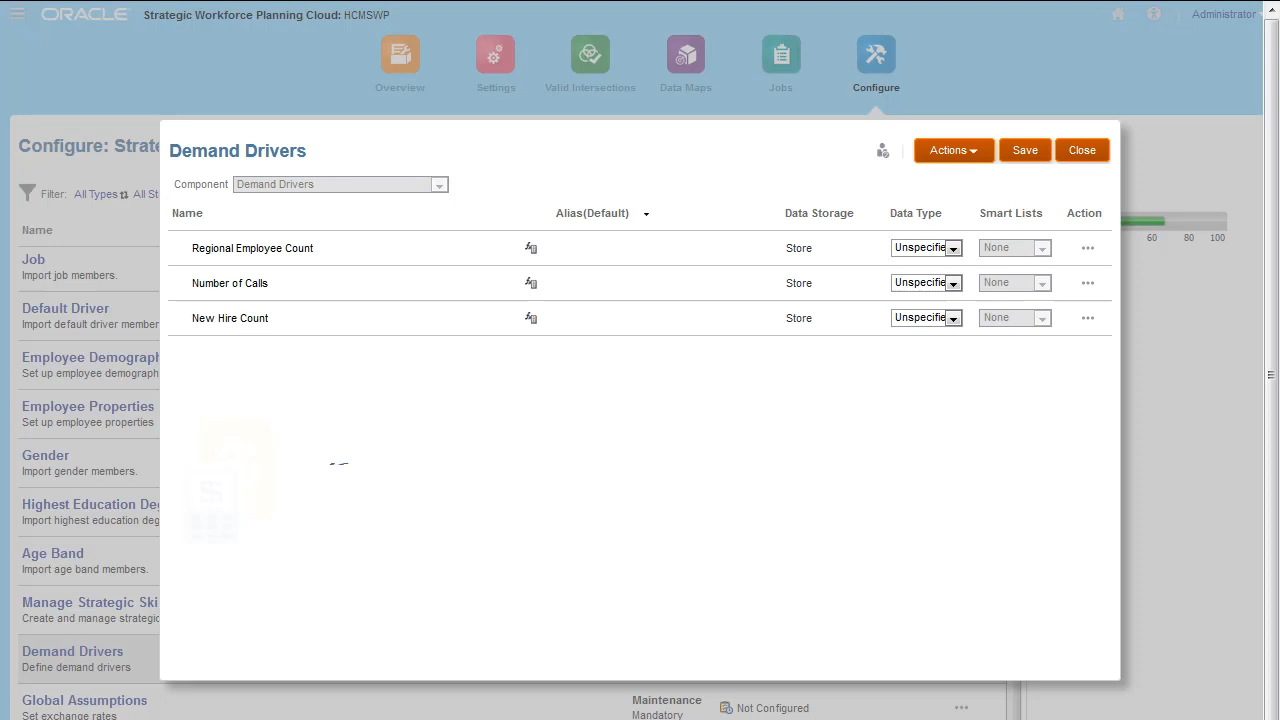 ORACLE Strategic Workforce Planning Cloud: HCMSWP Administrator
Overview Settings Valid Intersections Data Maps Jobs Configure
Configure: Strate
Filter: All Types All St
Name
Job
Import job members.
Default Driver
Import default driver member
Employee Demograph
Set up employee demograph
Employee Properties
Set up employee properties
Gender
Import gender members.
Highest Education Deg
Import highest education deg
Age Band
Import age band members.
Manage Strategic Ski
Create and manage strategic
Demand Drivers
Define demand drivers
Global Assumptions
Set exchange rates
Demand Drivers
Actions Save Close
Component Demand Drivers
Name Alias(Default) Data Storage Data Type Smart Lists Action
Regional Employee Count Store Unspecifie None
Number of Calls Store Unspecifie None
New Hire Count Store Unspecifie None
60 80 100
Maintenance
Mandatory
Not Configured